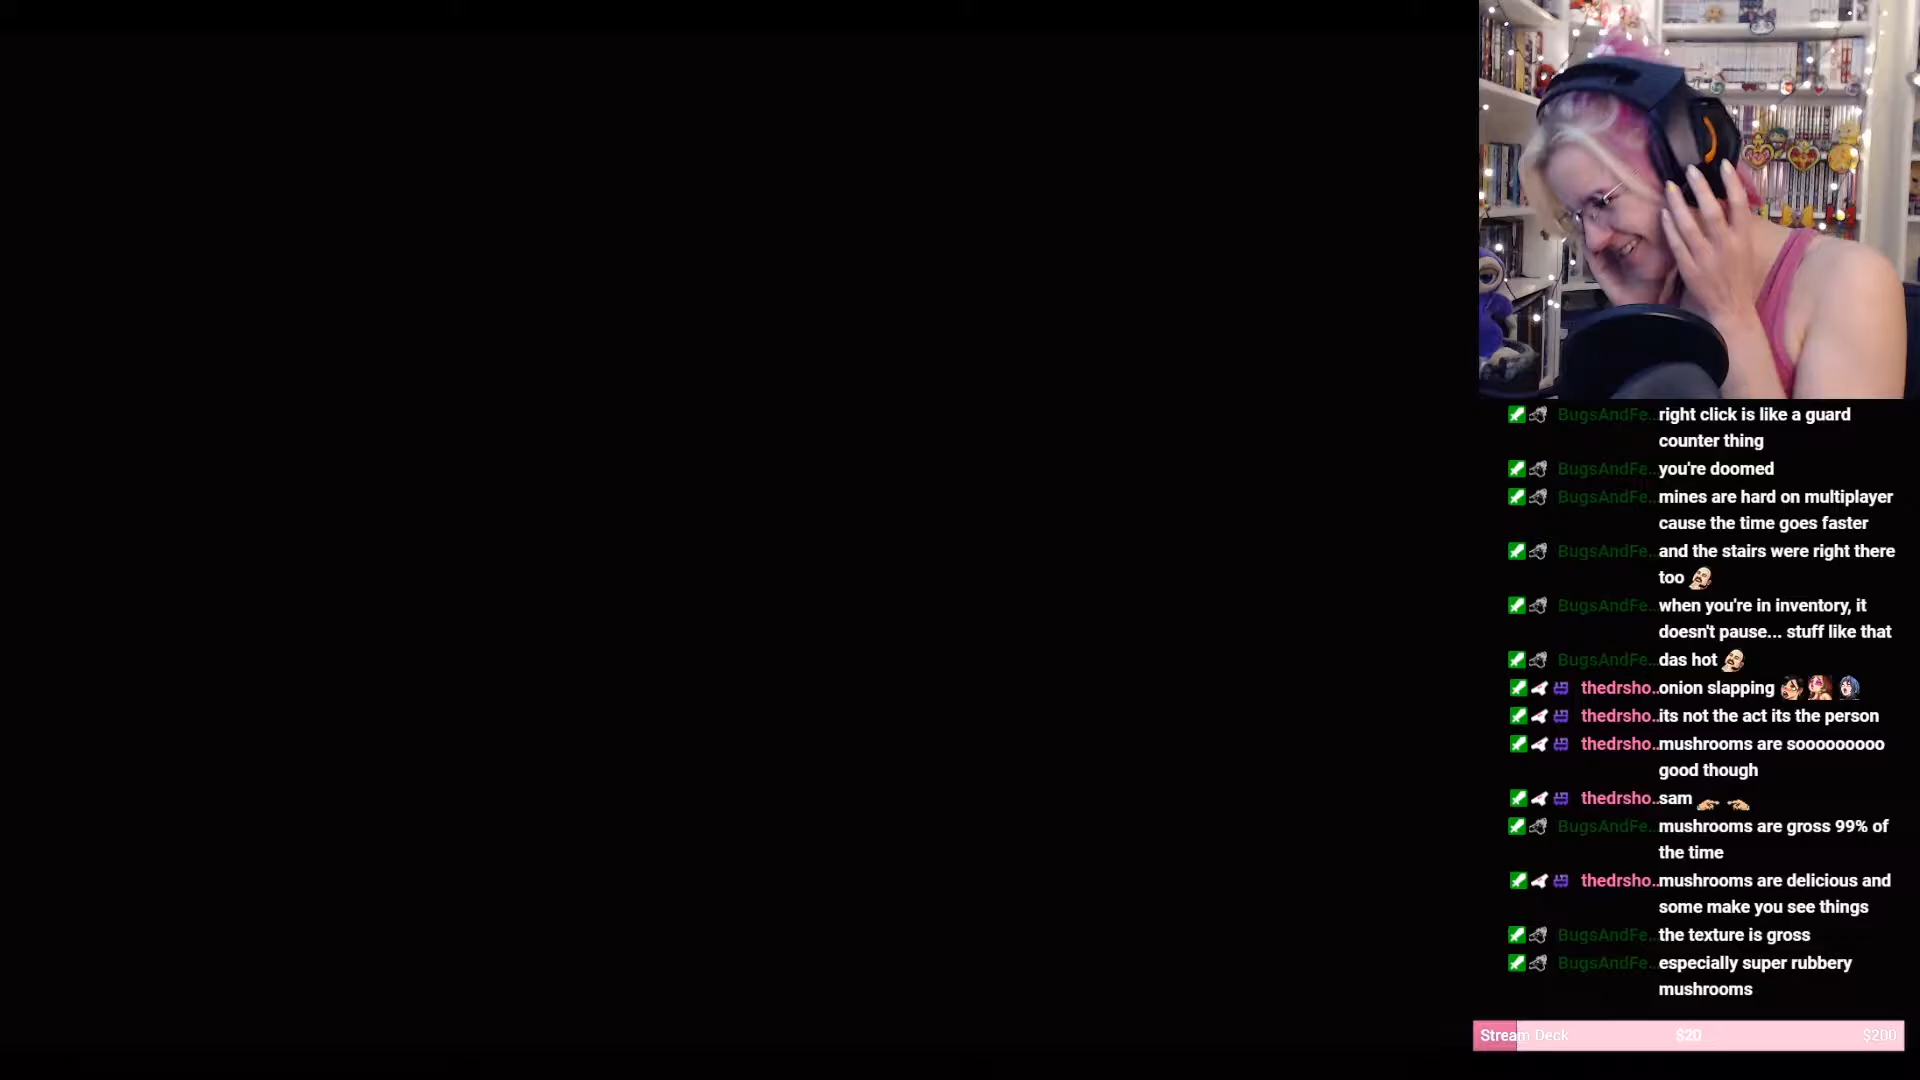 BugsAndFe.. right click is like a guard
counter thing
BugsAndFe.. you're doomed
BugsAndFe.. mines are hard on multiplayer
cause the time goes faster
BugsAndFe.. and the stairs were right there
too
BugsAndFe.. when you're in inventory, it
doesn't pause... stuff like that
BugsAndFe.. das hot
thedrsho.. onion slapping
thedrsho.. its not the act its the person
thedrsho.. mushrooms are sooooooooo
good though
thedrsho.. sam
BugsAndFe.. mushrooms are gross 99% of
the time
thedrsho.. mushrooms are delicious and
some make you see things
BugsAndFe.. the texture is gross
BugsAndFe.. especially super rubbery
mushrooms
Stream Deck $20 $200